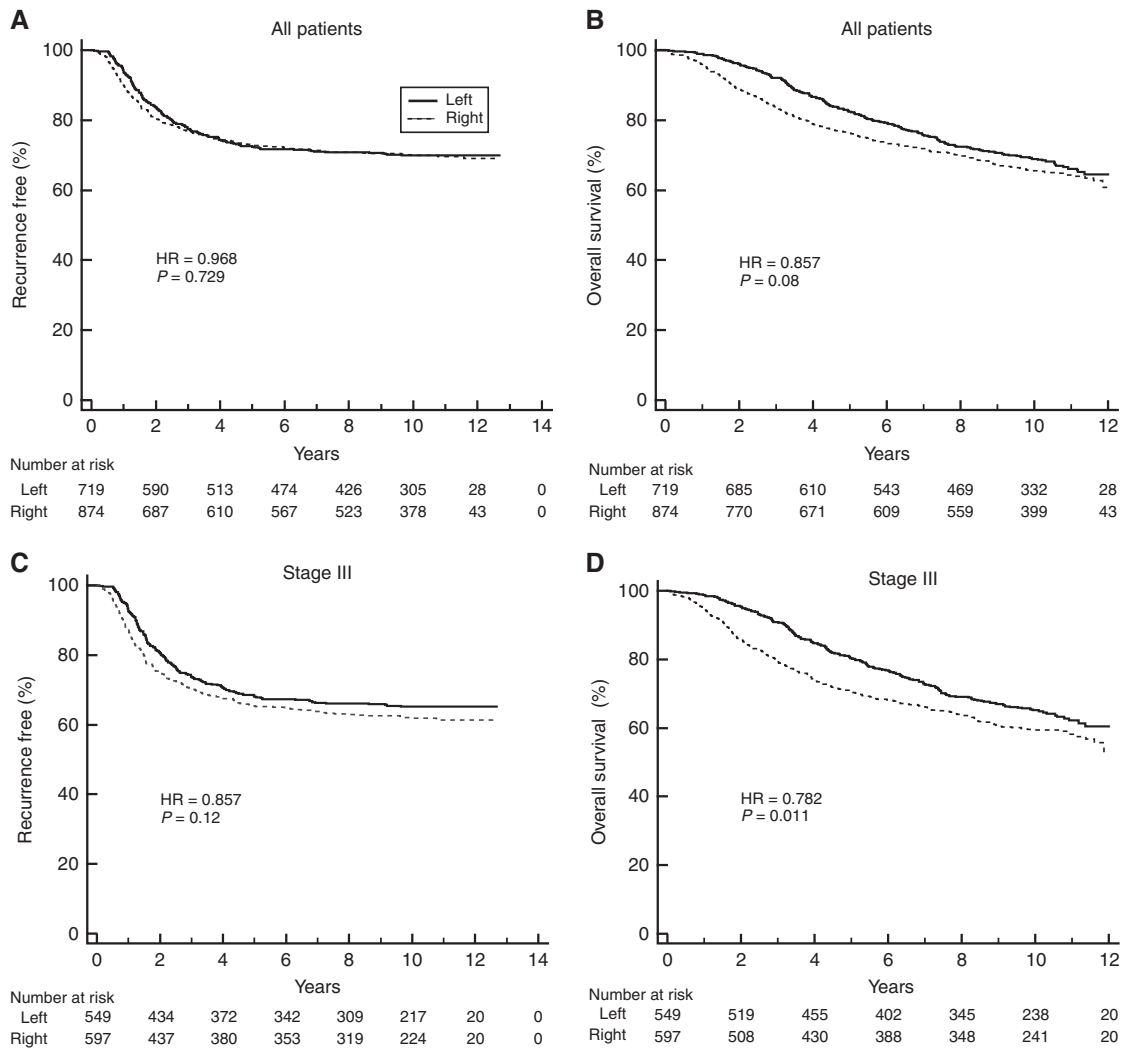 A
All patients
Recurrence free (%)
100
80
60
40
20
0
Left
Right
HR = 0.968
P = 0.729
0 2 4 6 8 10 12 14
Years
Number at risk
Left 719 590 513 474 426 305 28 0
Right 874 687 610 567 523 378 43 0
B
All patients
Overall survival (%)
100
80
60
40
20
0
HR = 0.857
P = 0.08
0 2 4 6 8 10 12
Years
Number at risk
Left 719 685 610 543 469 332 28
Right 874 770 671 609 559 399 43
C
Stage III
Recurrence free (%)
100
80
60
40
20
0
HR = 0.857
P = 0.12
0 2 4 6 8 10 12 14
Years
Number at risk
Left 549 434 372 342 309 217 20 0
Right 597 437 380 353 319 224 20 0
D
Stage III
Overall survival (%)
100
80
60
40
20
0
HR = 0.782
P = 0.011
0 2 4 6 8 10 12
Years
Number at risk
Left 549 519 455 402 345 238 20
Right 597 508 430 388 348 241 20